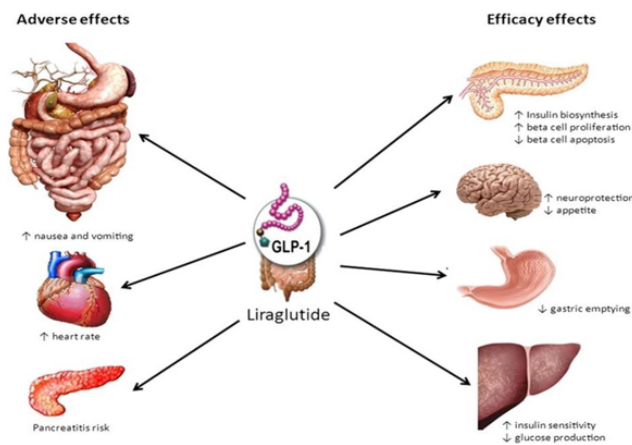 Adverse effects
↑ nausea and vomiting
↑ heart rate
Pancreatitis risk
GLP-1
Liraglutide
Efficacy effects
↑ Insulin biosynthesis
↑ beta cell proliferation
↓ beta cell apoptosis
↑ neuroprotection
↓ appetite
↓ gastric emptying
↑ insulin sensitivity
↓ glucose production